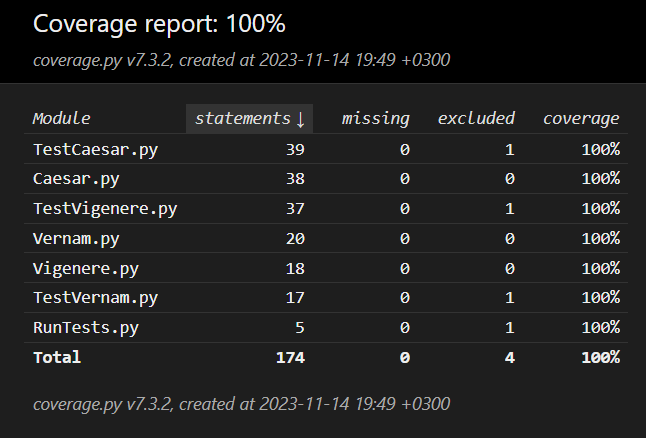 Coverage report: 100%
coverage.py v7.3.2, created at 2023-11-14 19:49 +0300
Module statements↓ missing excluded coverage
TestCaesar.py 39 0 1 100%
Caesar.py 38 0 0 100%
TestVigenere.py 37 0 1 100%
Vernam.py 20 0 0 100%
Vigenere.py 18 0 0 100%
TestVernam.py 17 0 1 100%
RunTests.py 5 0 1 100%
Total 174 0 4 100%
coverage.py v7.3.2, created at 2023-11-14 19:49 +0300